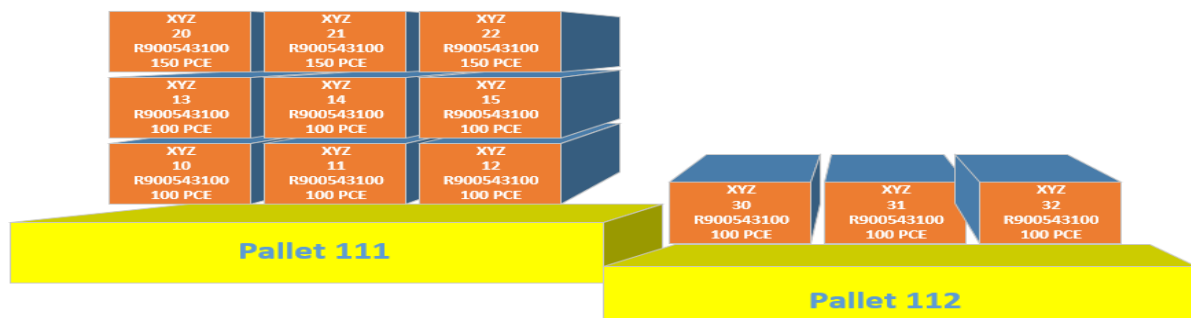 XYZ
20
R900543100
150 PCE
XYZ
21
R900543100
150 PCE
XYZ
22
R900543100
150 PCE
XYZ
13
R900543100
100 PCE
XYZ
14
R900543100
100 PCE
XYZ
15
R900543100
100 PCE
XYZ
10
R900543100
100 PCE
XYZ
11
R900543100
100 PCE
XYZ
12
R900543100
100 PCE
Pallet 111
XYZ
30
R900543100
100 PCE
XYZ
31
R900543100
100 PCE
XYZ
32
R900543100
100 PCE
Pallet 112